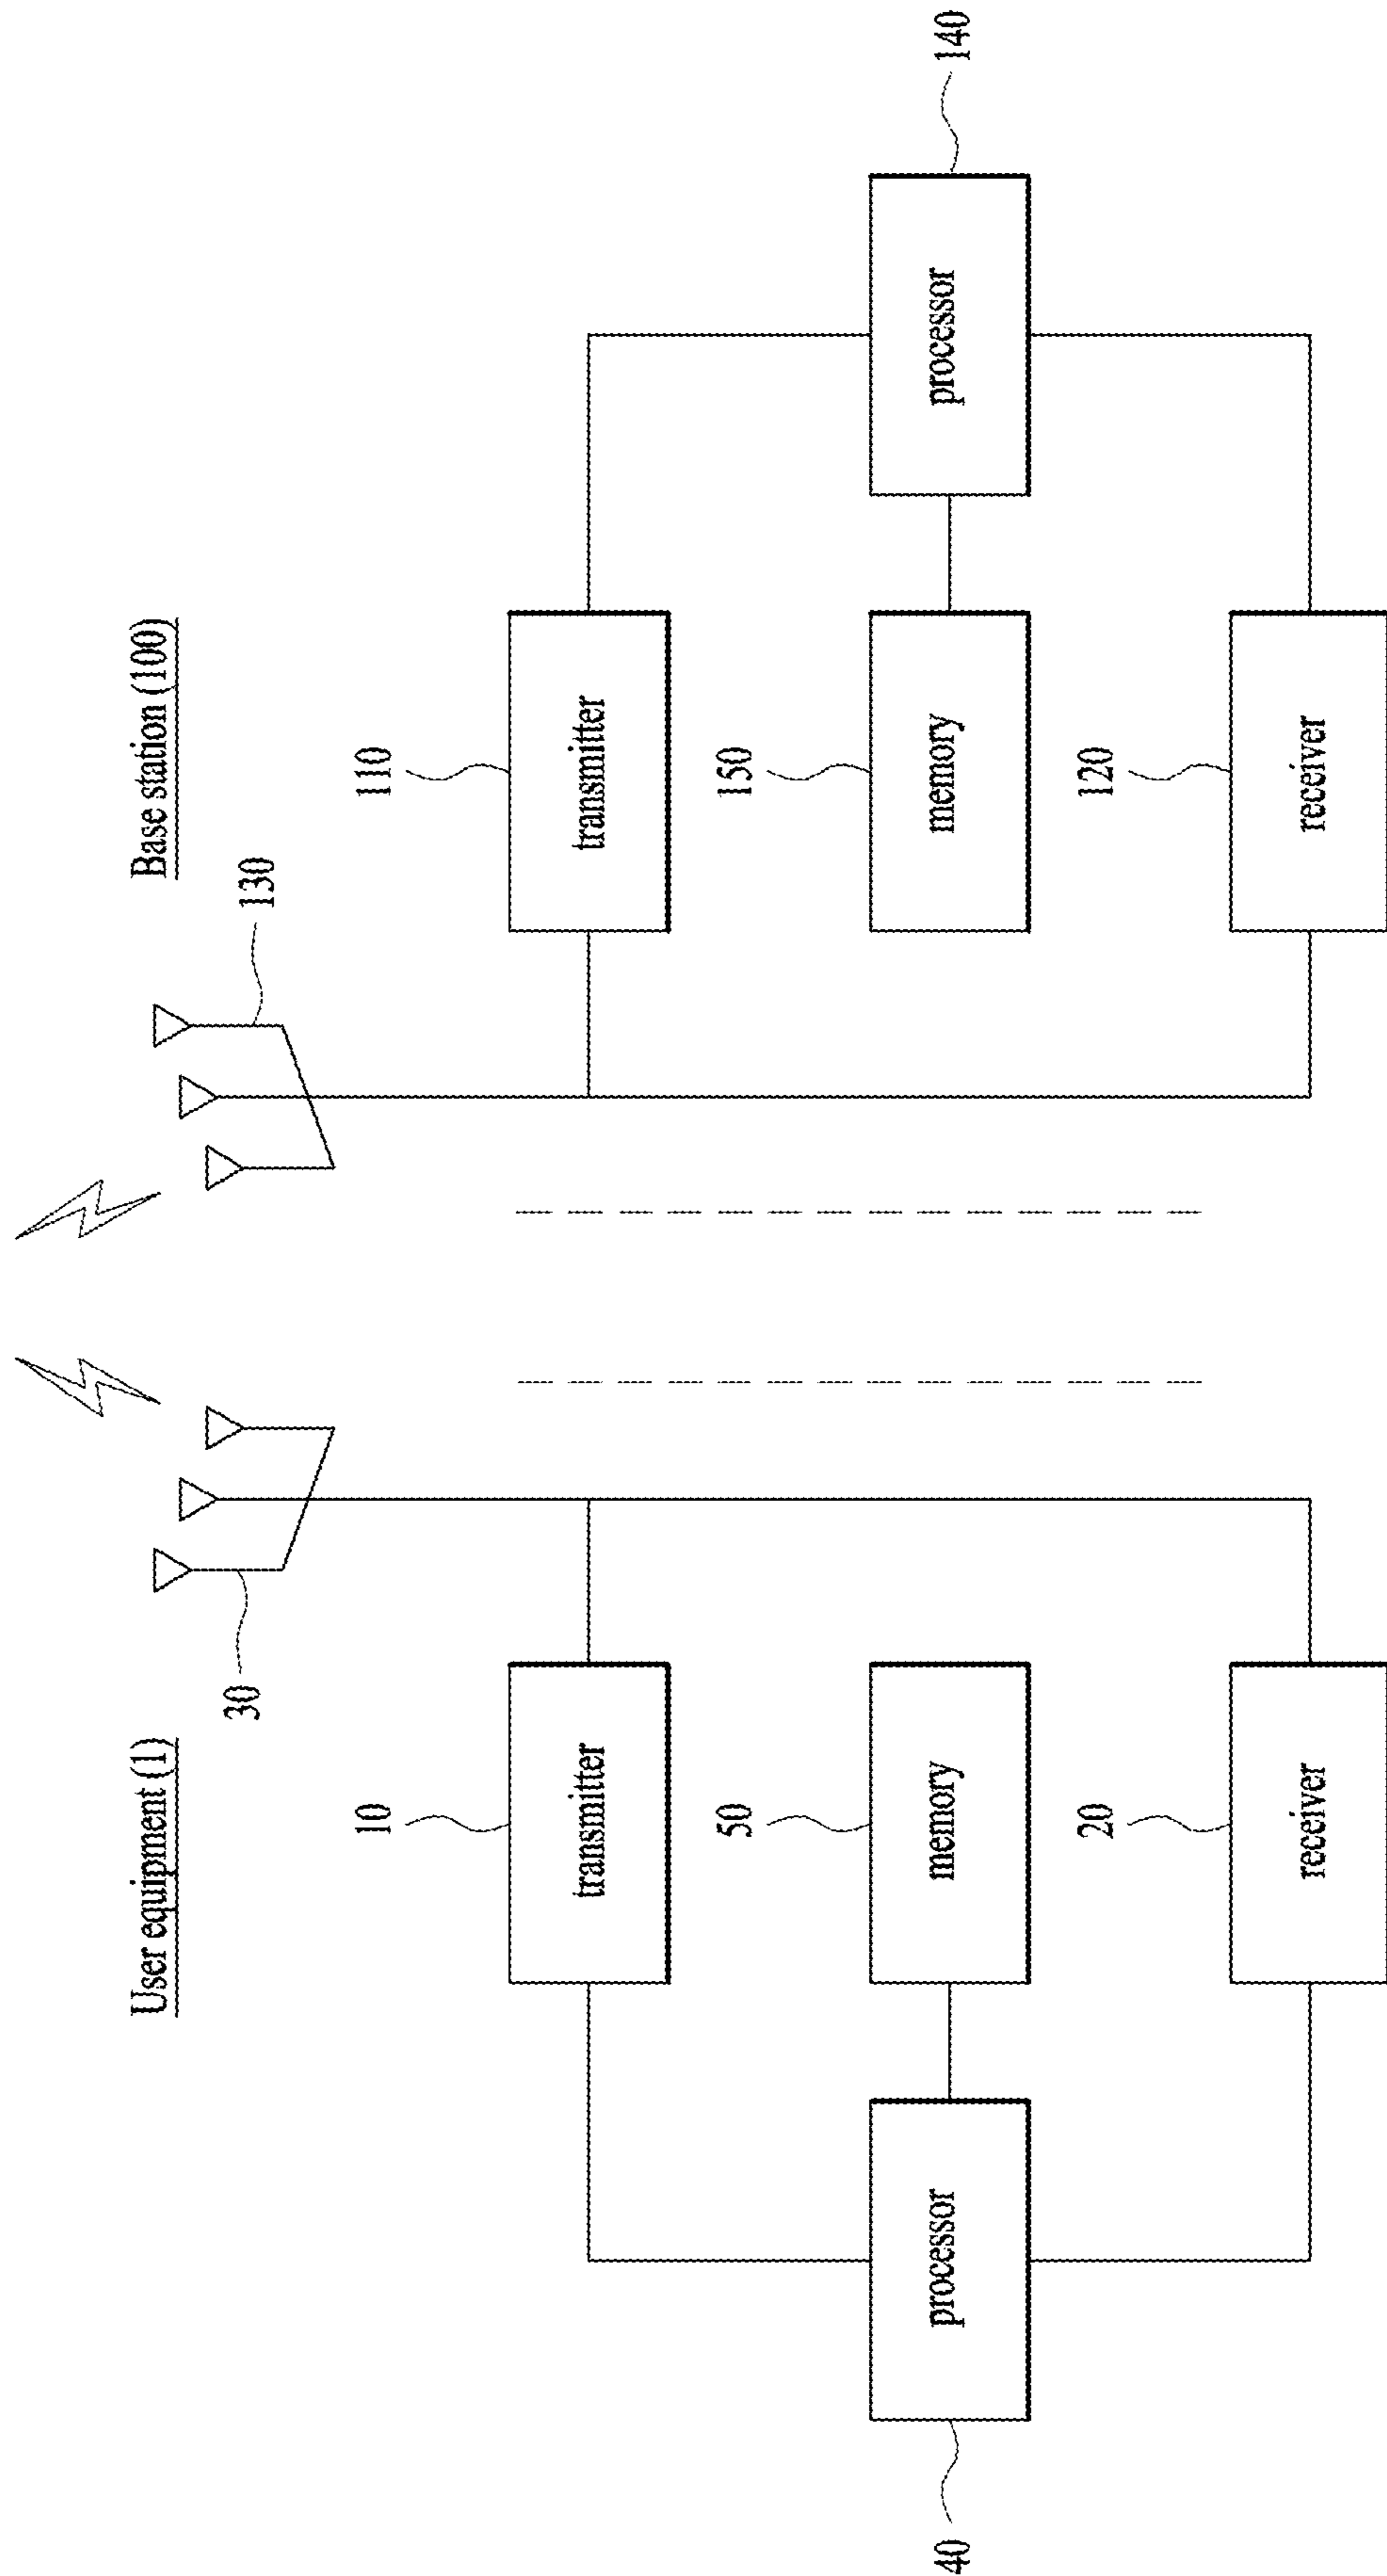 User equipment (1)
Base station (100)
30
130
10
110
transmitter
transmitter
50
150
40
processor
memory
memory
processor
140
20
120
receiver
receiver